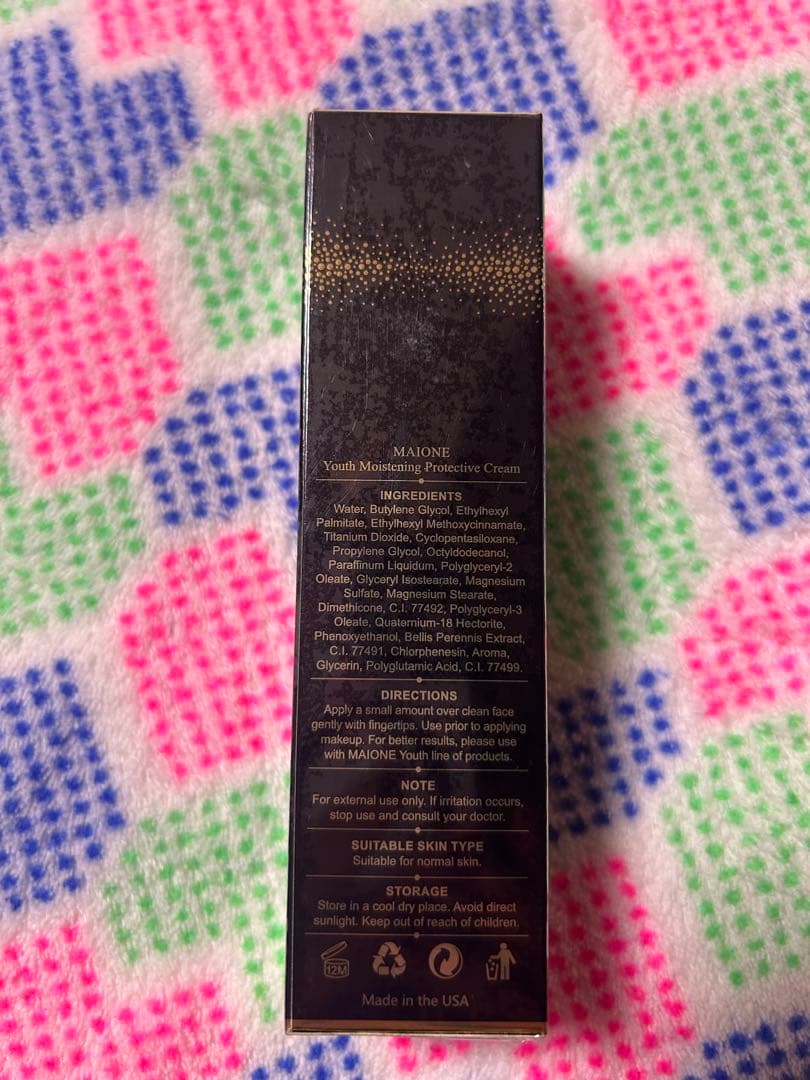 MAIONE
Youth Moistening Protective Cream
INGREDIENTS
Water, Butylene Glycol, Ethylhexyl
Palmitate, Ethylhexyl Methoxycinnamate,
Titanium Dioxide, Cyclopentasiloxane,
Propylene Glycol, Octyldodecanol,
Paraffinum Liquidum, Polyglyceryl-2
Oleate, Glyceryl Isostearate, Magnesium
Sulfate, Magnesium Stearate,
Dimethicone, C.I. 77492, Polyglyceryl-3
Oleate, Quaternium-18 Hectorite,
Phenoxyethanol, Bellis Perennis Extract,
C.I. 77491, Chlorphenesin, Aroma,
Glycerin, Polyglutamic Acid, C.I. 77499.
DIRECTIONS
Apply a small amount over clean face
gently with fingertips. Use prior to applying
makeup. For better results, please use
with MAIONE Youth line of products.
NOTE
For external use only. If irritation occurs,
stop use and consult your doctor.
SUITABLE SKIN TYPE
Suitable for normal skin.
STORAGE
Store in a cool dry place. Avoid direct
sunlight. Keep out of reach of children.
12M
Made in the USA